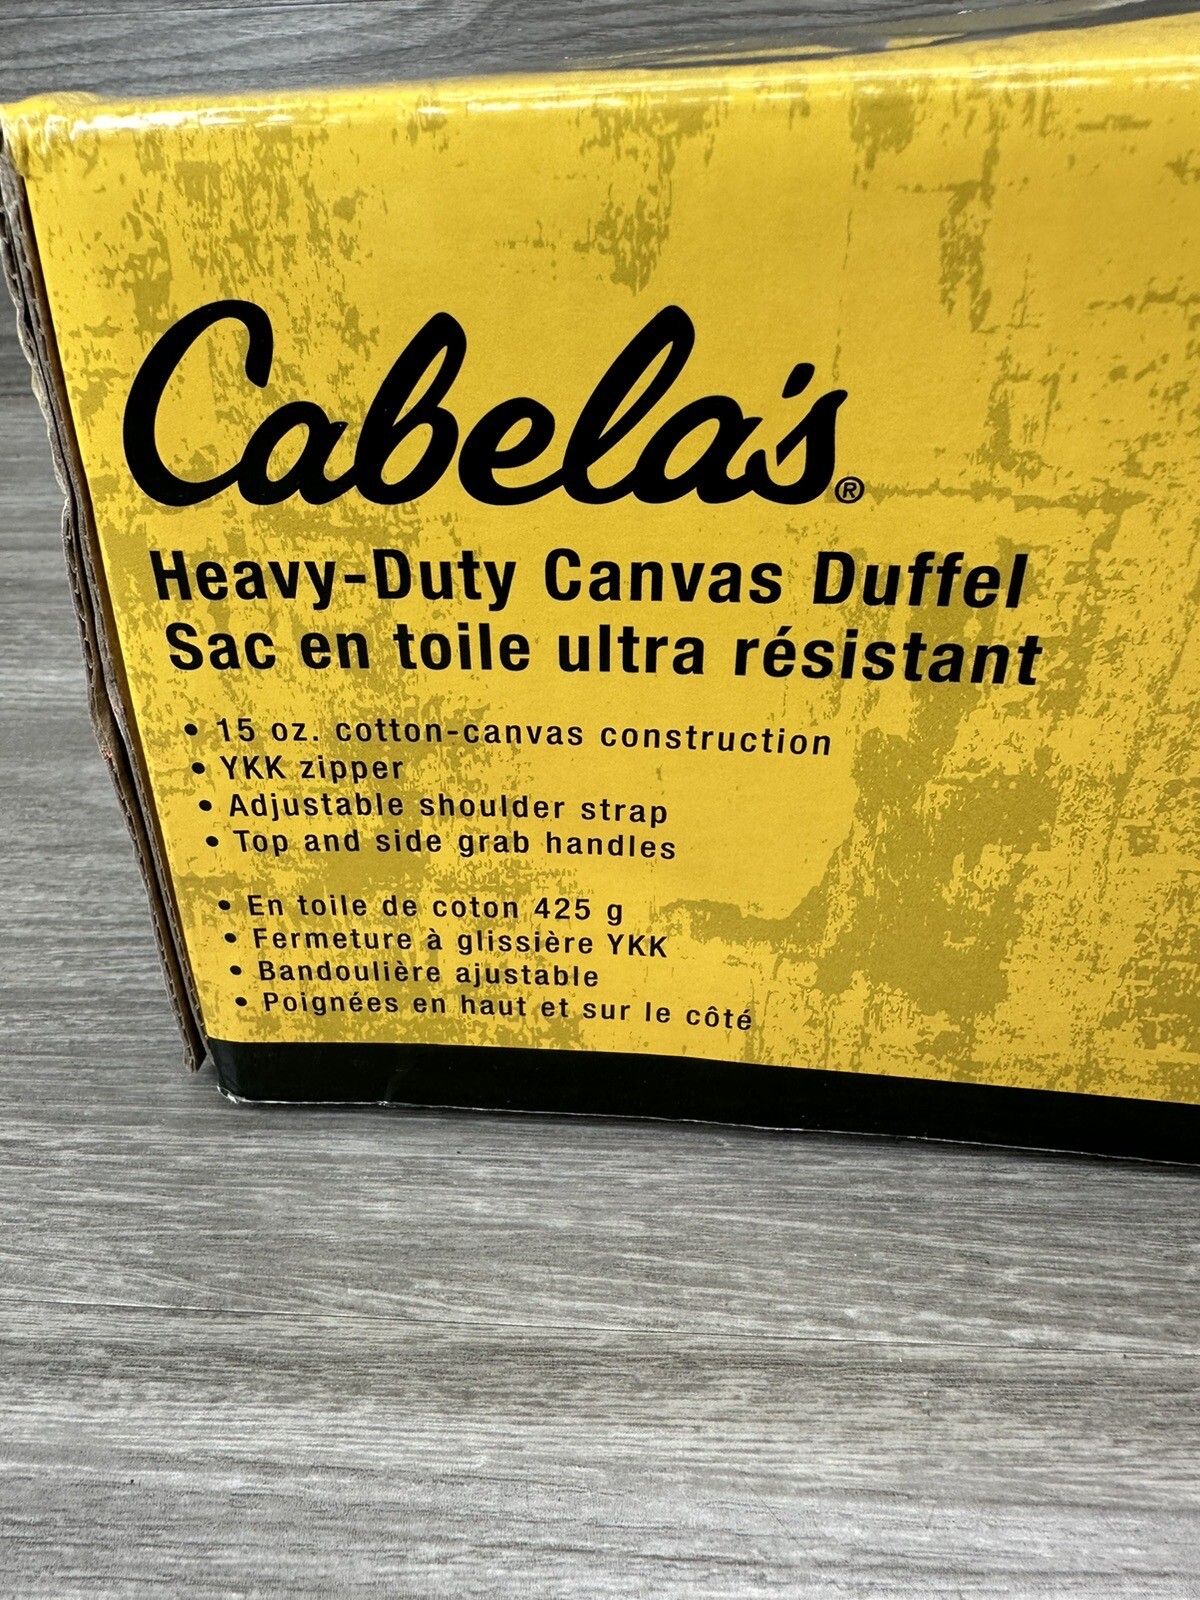 Cabela's®
Heavy-Duty Canvas Duffel
Sac en toile ultra résistant
• 15 oz. cotton-canvas construction
• YKK zipper
• Adjustable shoulder strap
• Top and side grab handles
• En toile de coton 425 g
• Fermeture à glissière YKK
• Bandoulière ajustable
• Poignées en haut et sur le côté